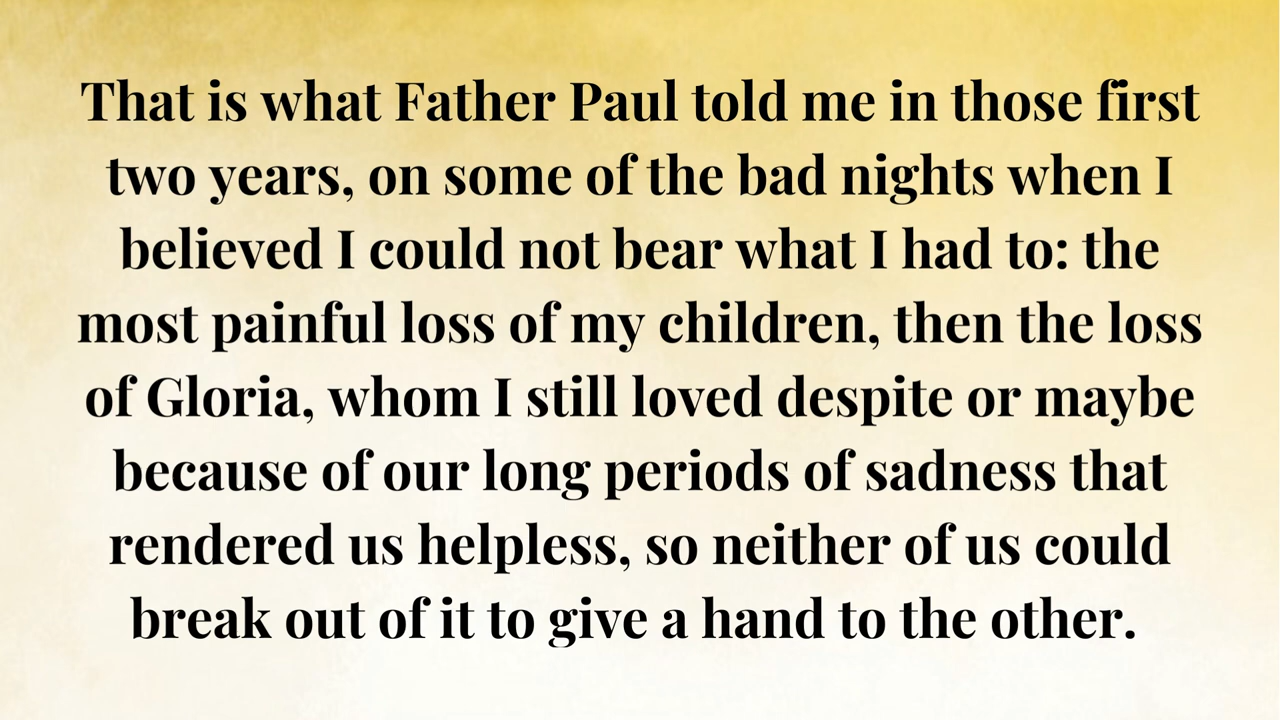 That is what Father Paul told me in those first
two years, on some of the bad nights when I
believed I could not bear what I had to: the
most painful loss of my children, then the loss
of Gloria, whom I still loved despite or maybe
because of our long periods of sadness that
rendered us helpless, so neither of us could
break out of it to give a hand to the other.